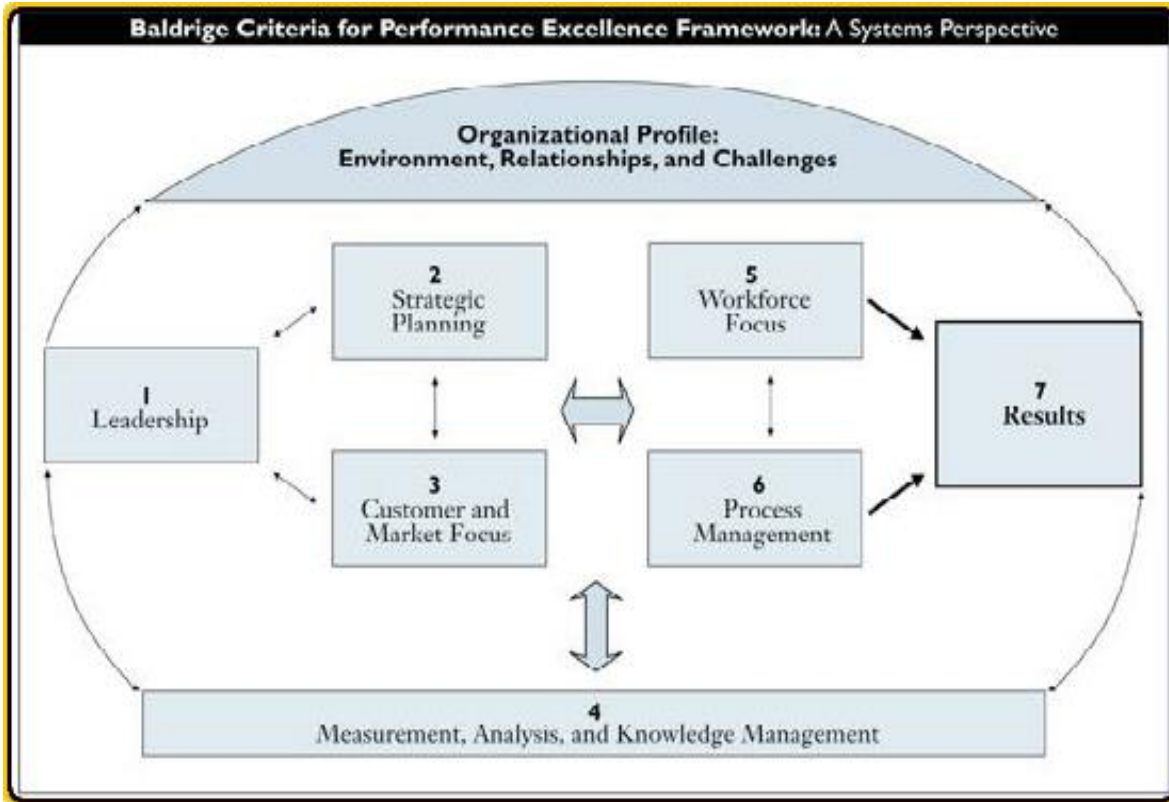 Baldrige Criteria for Performance Excellence Framework: A Systems Perspective
Organizational Profile:
Environment, Relationships, and Challenges
2
Strategic
Planning
5
Workforce
Focus
1
Leadership
7
Results
3
Customer and
Market Focus
6
Process
Management
4
Measurement, Analysis, and Knowledge Management